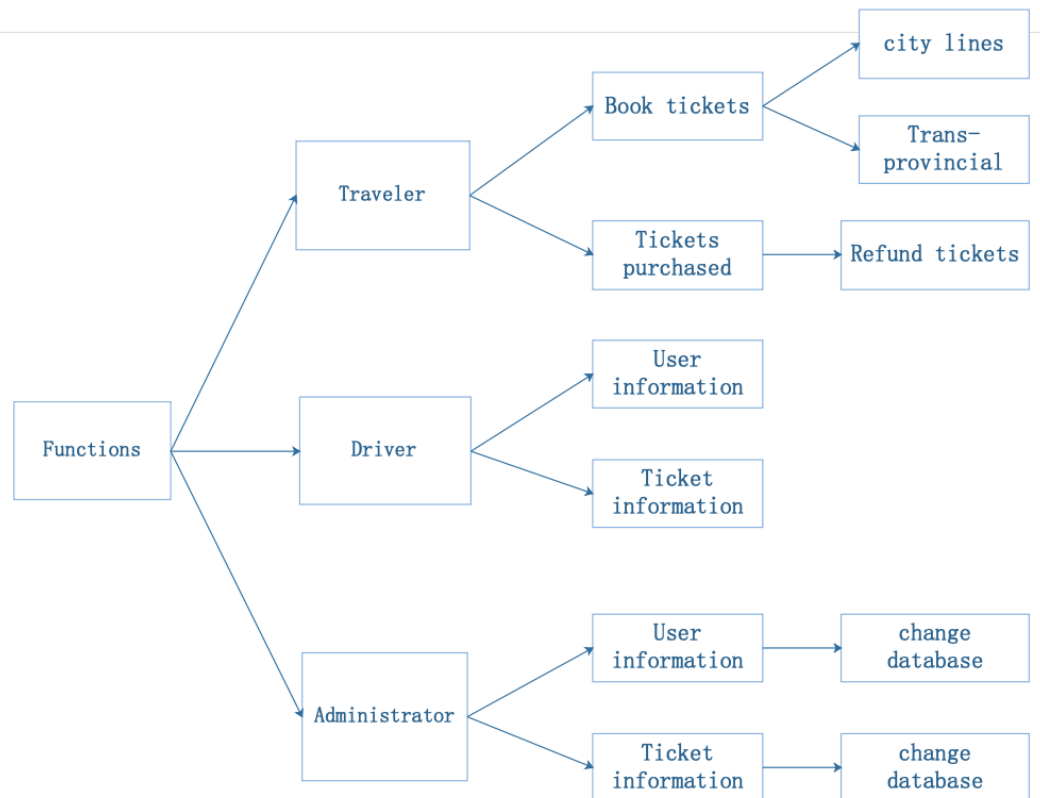 city lines
Book tickets
Trans-
provincial
Traveler
Tickets
purchased
Refund tickets
User
information
Functions
Driver
Ticket
information
User
information
change
database
Administrator
Ticket
information
change
database